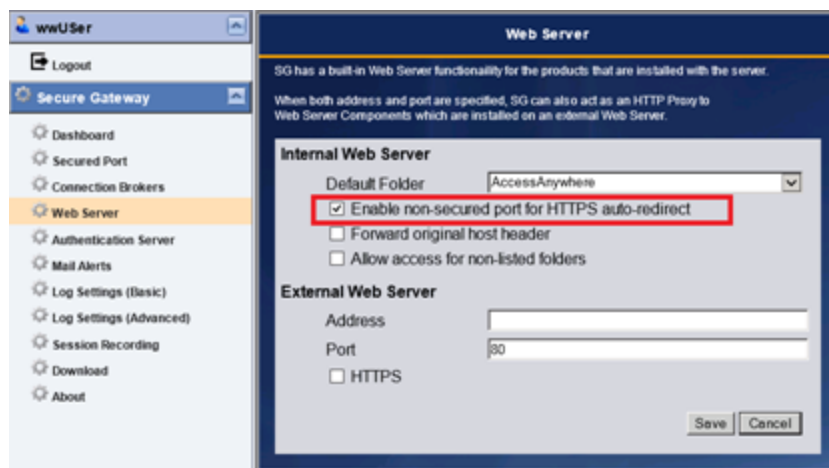 wwUSer
Logout
Secure Gateway
Dashboard
Secured Port
Connection Brokers
Web Server
Authentication Server
Mail Alerts
Log Settings (Basic)
Log Settings (Advanced)
Session Recording
Download
About
Web Server
SG has a built-in Web Server functionaility for the products that are installed with the server.
When both address and port are specified, SG can also act as an HTTP Proxy to
Web Server Components which are installed on an external Web Server.
Internal Web Server
Default Folder AccessAnywhere
Enable non-secured port for HTTPS auto-redirect
Forward original host header
Allow access for non-listed folders
External Web Server
Address
Port 80
HTTPS
Save Cancel